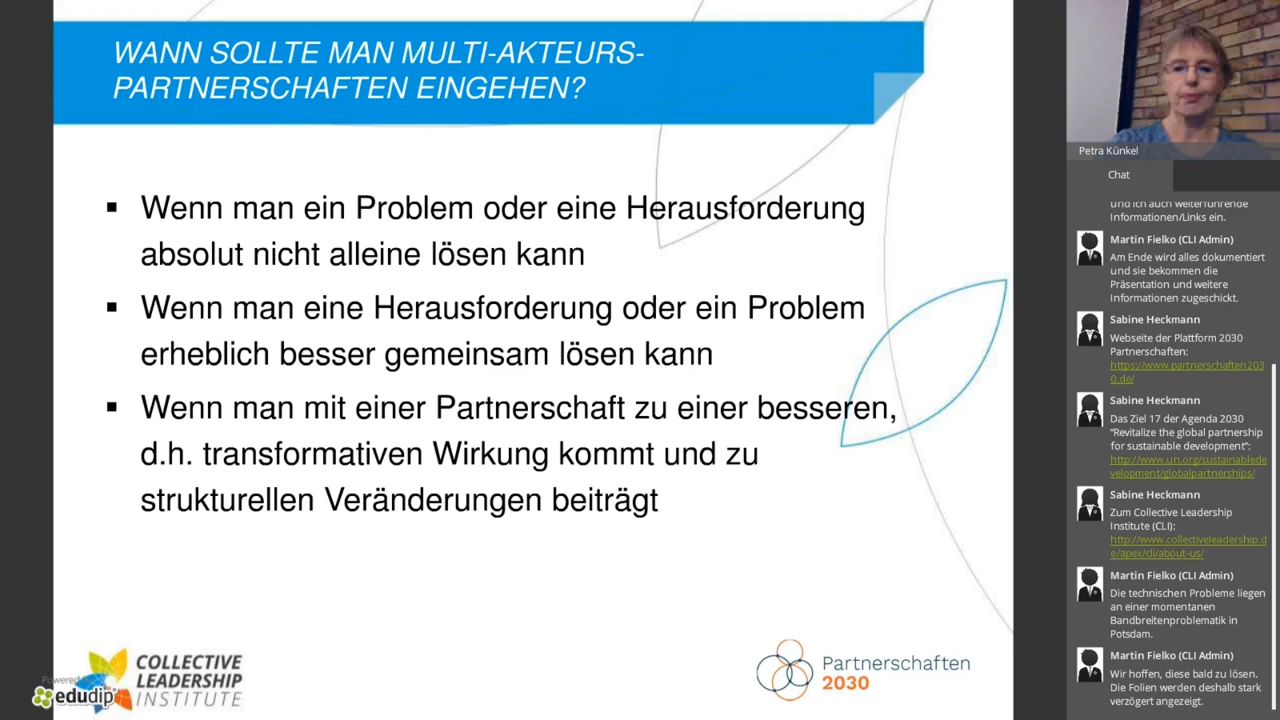 WANN SOLLTE MAN MULTI-AKTEURS-
PARTNERSCHAFTEN EINGEHEN?
▪ Wenn man ein Problem oder eine Herausforderung
absolut nicht alleine lösen kann
▪ Wenn man eine Herausforderung oder ein Problem
erheblich besser gemeinsam lösen kann
▪ Wenn man mit einer Partnerschaft zu einer besseren,
d.h. transformativen Wirkung kommt und zu
strukturellen Veränderungen beiträgt
COLLECTIVE
LEADERSHIP
INSTITUTE
Powered
edudip
Partnerschaften
2030
Petra Künkel
Chat
und ich auch weiterführende
Informationen/Links ein.
Martin Fielko (CLI Admin)
Am Ende wird alles dokumentiert
und sie bekommen die
Präsentation und weitere
Informationen zugeschickt.
Sabine Heckmann
Webseite der Plattform 2030
Partnerschaften:
https://www.partnerschaften203
0.de/
Sabine Heckmann
Das Ziel 17 der Agenda 2030
"Revitalize the global partnership
for sustainable development":
http://www.un.org/sustainablede
velopment/globalpartnerships/
Sabine Heckmann
Zum Collective Leadership
Institute (CLI):
http://www.collectiveleadership.d
e/apex/cli/about-us/
Martin Fielko (CLI Admin)
Die technischen Probleme liegen
an einer momentanen
Bandbreitenproblematik in
Potsdam.
Martin Fielko (CLI Admin)
Wir hoffen, diese bald zu lösen.
Die Folien werden deshalb stark
verzögert angezeigt.